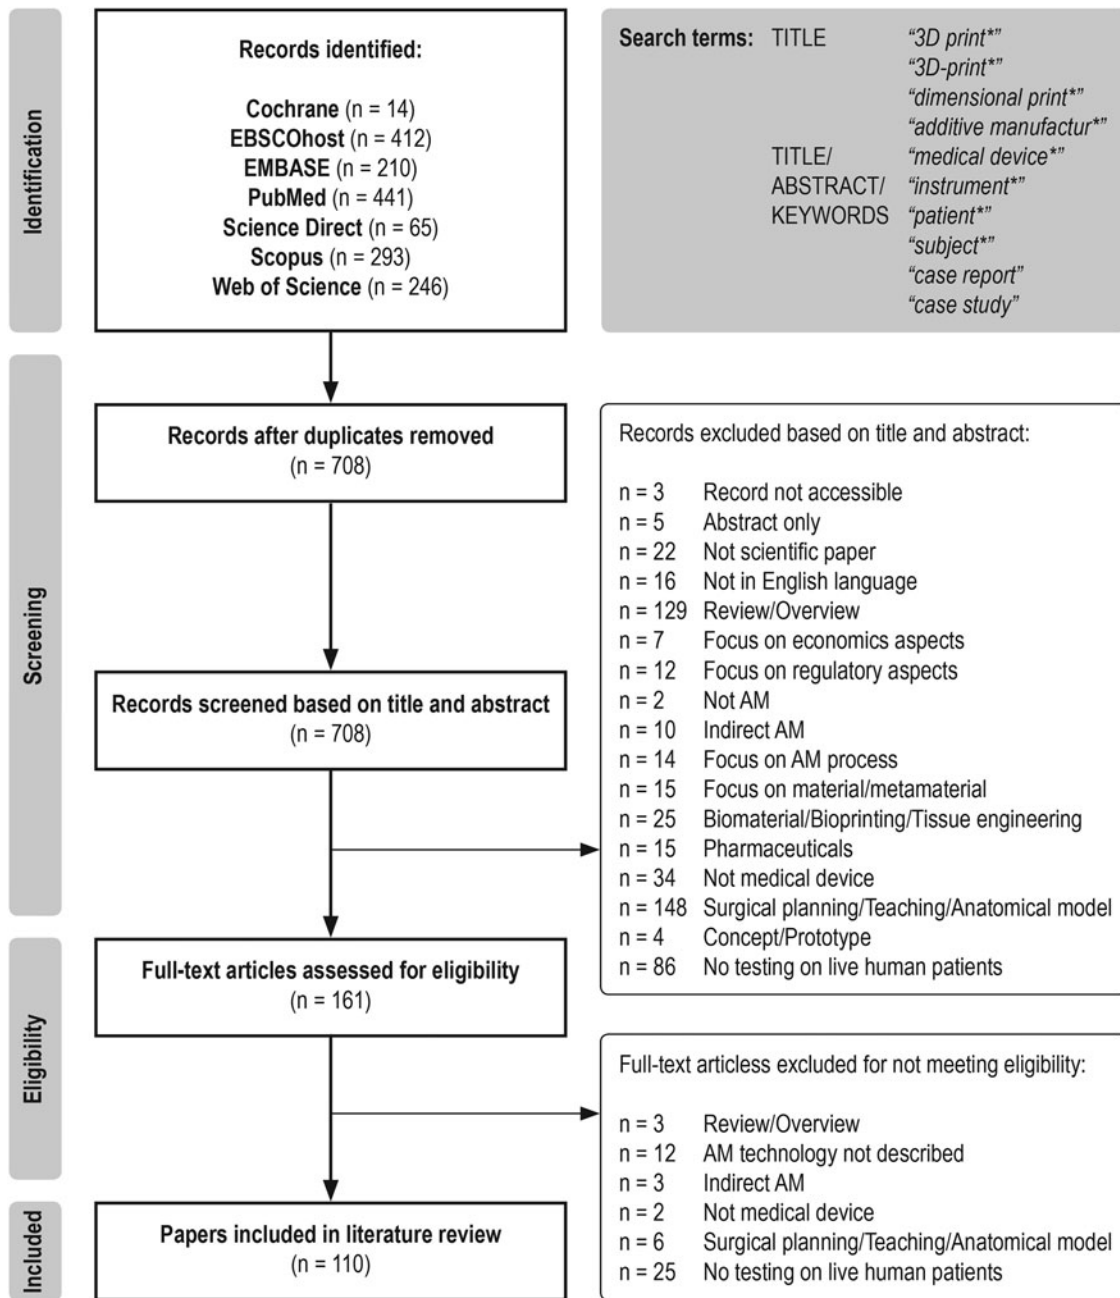 Identification
Records identified:
Cochrane (n = 14)
EBSCOhost (n = 412)
EMBASE (n = 210)
PubMed (n = 441)
Science Direct (n = 65)
Scopus (n = 293)
Web of Science (n = 246)
Search terms: TITLE “3D print*”
“3D-print*”
“dimensional print*”
“additive manufactur*”
TITLE/ “medical device*”
ABSTRACT/ “instrument*”
KEYWORDS “patient*”
“subject*”
“case report”
“case study”
Screening
Records after duplicates removed
(n = 708)
Records screened based on title and abstract
(n = 708)
Records excluded based on title and abstract:
n = 3 Record not accessible
n = 5 Abstract only
n = 22 Not scientific paper
n = 16 Not in English language
n = 129 Review/Overview
n = 7 Focus on economics aspects
n = 12 Focus on regulatory aspects
n = 2 Not AM
n = 10 Indirect AM
n = 14 Focus on AM process
n = 15 Focus on material/metamaterial
n = 25 Biomaterial/Bioprinting/Tissue engineering
n = 15 Pharmaceuticals
n = 34 Not medical device
n = 148 Surgical planning/Teaching/Anatomical model
n = 4 Concept/Prototype
n = 86 No testing on live human patients
Eligibility
Full-text articles assessed for eligibility
(n = 161)
Full-text articless excluded for not meeting eligibility:
n = 3 Review/Overview
n = 12 AM technology not described
n = 3 Indirect AM
n = 2 Not medical device
n = 6 Surgical planning/Teaching/Anatomical model
n = 25 No testing on live human patients
Included
Papers included in literature review
(n = 110)